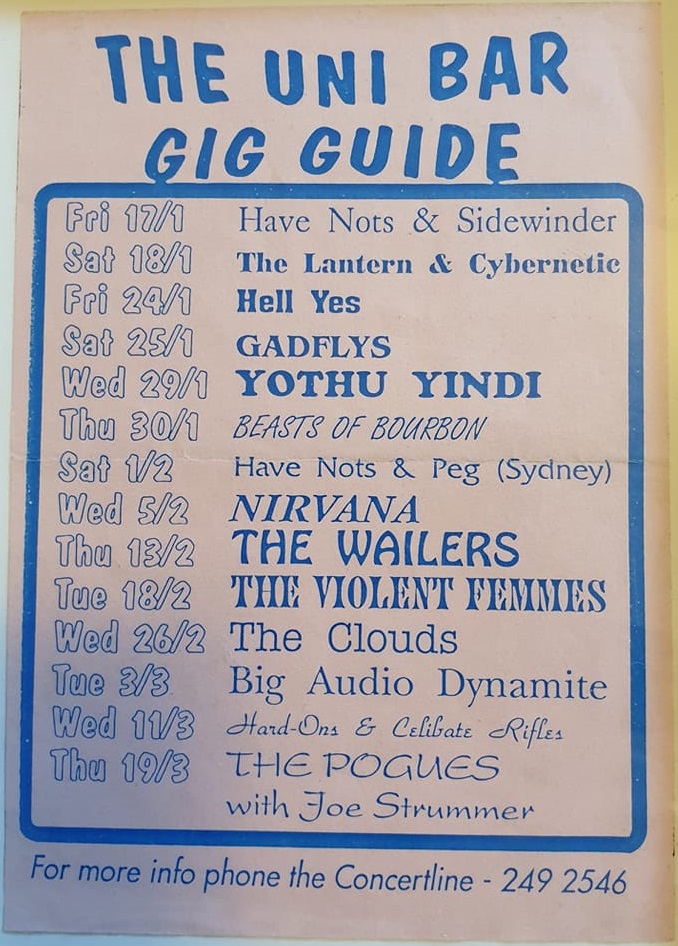 THE UNI BAR
GIG GUIDE
Fri 17/1 Have Nots & Sidewinder
Sat 18/1 The Lantern & Cybernetic
Fri 24/1 Hell Yes
Sat 25/1 GADFLYS
Wed 29/1 YOTHU YINDI
Thu 30/1 BEASTS OF BOURBON
Sat 1/2 Have Nots & Peg (Sydney)
Wed 5/2 NIRVANA
Thu 13/2 THE WAILERS
Tue 18/2 THE VIOLENT FEMMES
Wed 26/2 The Clouds
Tue 3/3 Big Audio Dynamite
Wed 11/3 Hard-Ons & Celibate Rifles
Thu 19/3 THE POGUES
with Joe Strummer
For more info phone the Concertline - 249 2546